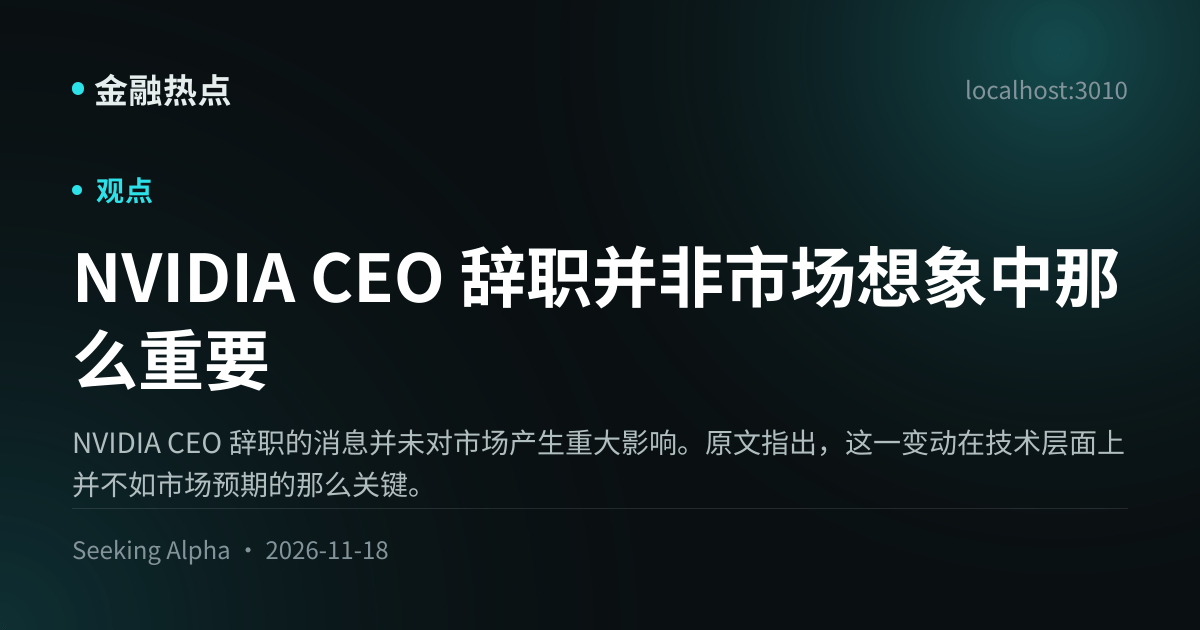 金融热点
localhost:3010
观点
NVIDIA CEO 辞职并非市场想象中那
么重要
NVIDIA CEO 辞职的消息并未对市场产生重大影响。原文指出，这一变动在技术层面上
并不如市场预期的那么关键。
Seeking Alpha · 2026-11-18